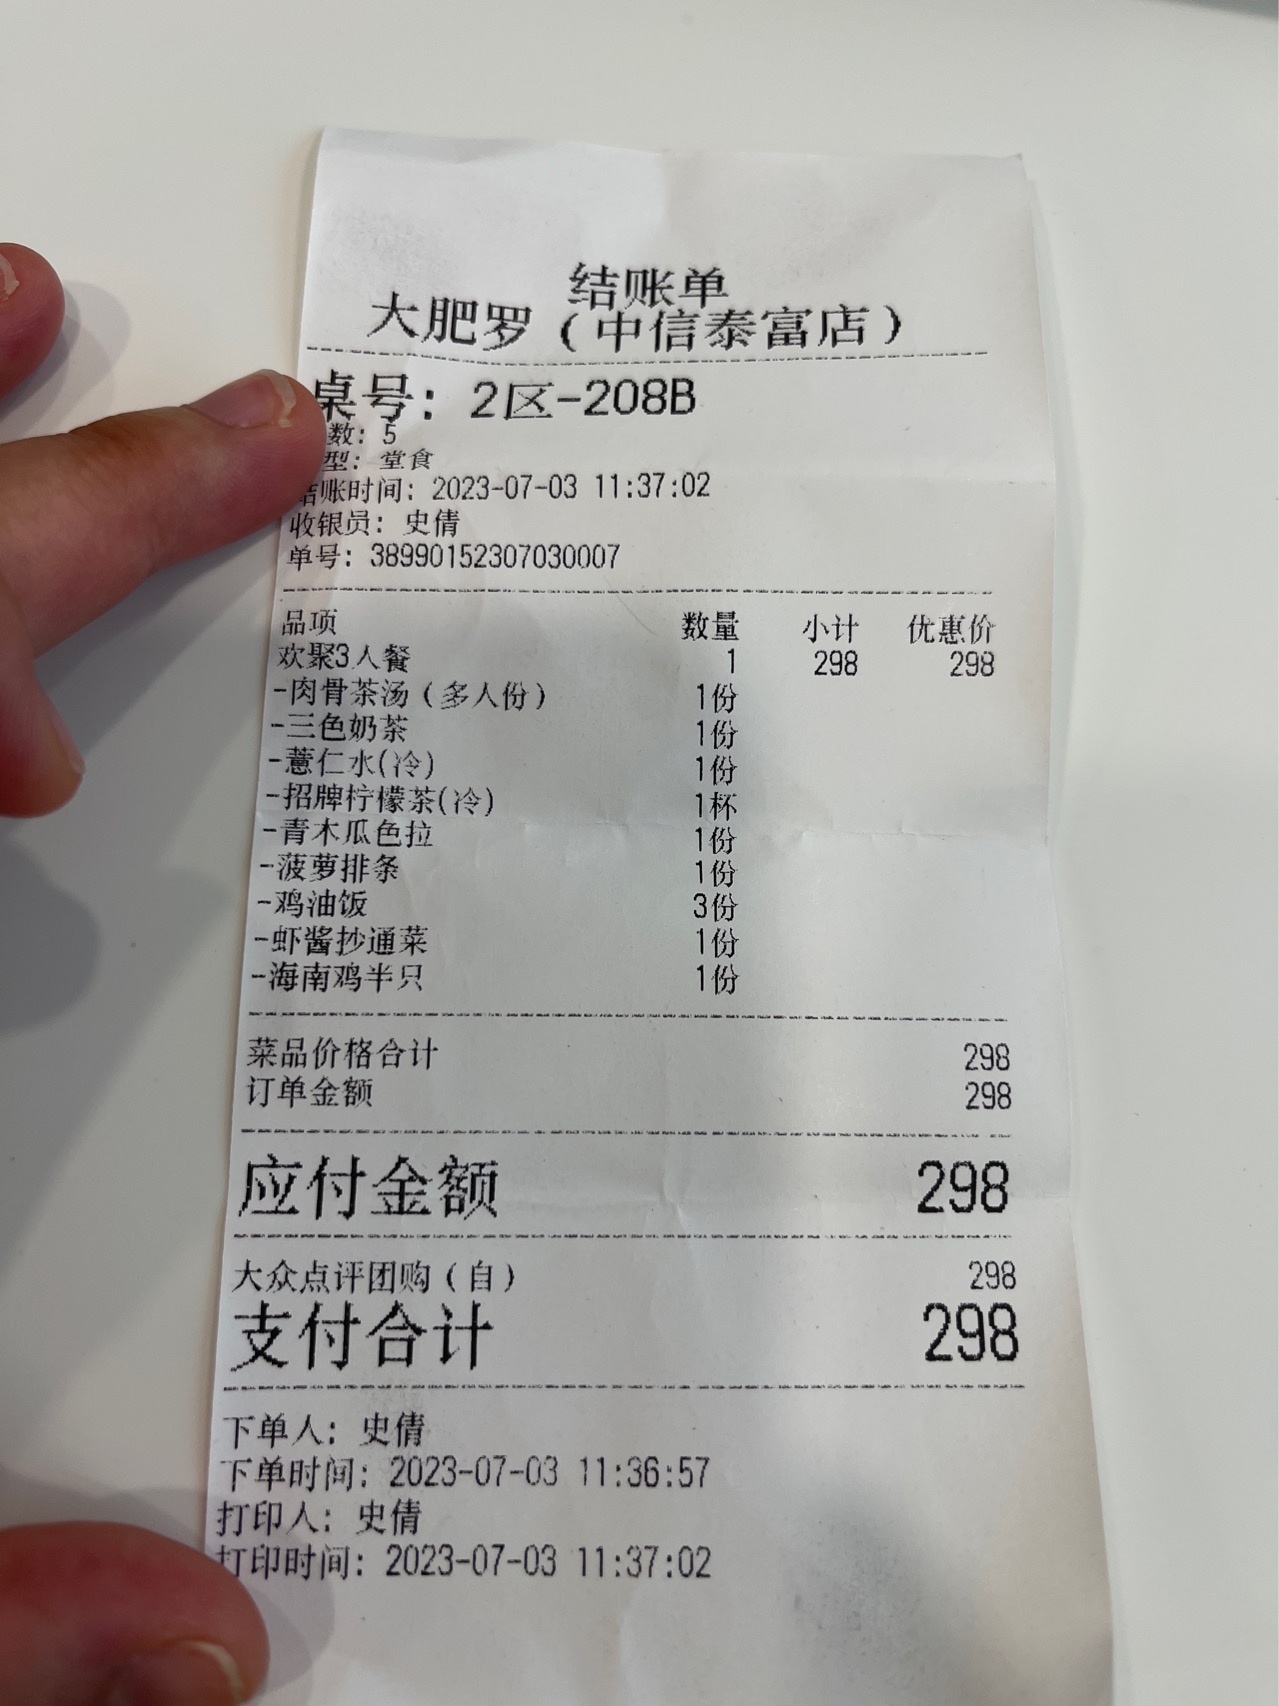 结账单
大肥罗（中信泰富店）
桌号: 2区-208B
数: 5
型: 堂食
结账时间: 2023-07-03 11:37:02
收银员: 史倩
单号: 38990152307030007
品项 数量 小计 优惠价
欢聚3人餐 1 298 298
-肉骨茶汤（多人份） 1份
-三色奶茶 1份
-薏仁水(冷) 1份
-招牌柠檬茶(冷) 1杯
-青木瓜色拉 1份
-菠萝排条 1份
-鸡油饭 3份
-虾酱抄通菜 1份
-海南鸡半只 1份
菜品价格合计 298
订单金额 298
应付金额 298
大众点评团购（自） 298
支付合计 298
下单人: 史倩
下单时间: 2023-07-03 11:36:57
打印人: 史倩
打印时间: 2023-07-03 11:37:02